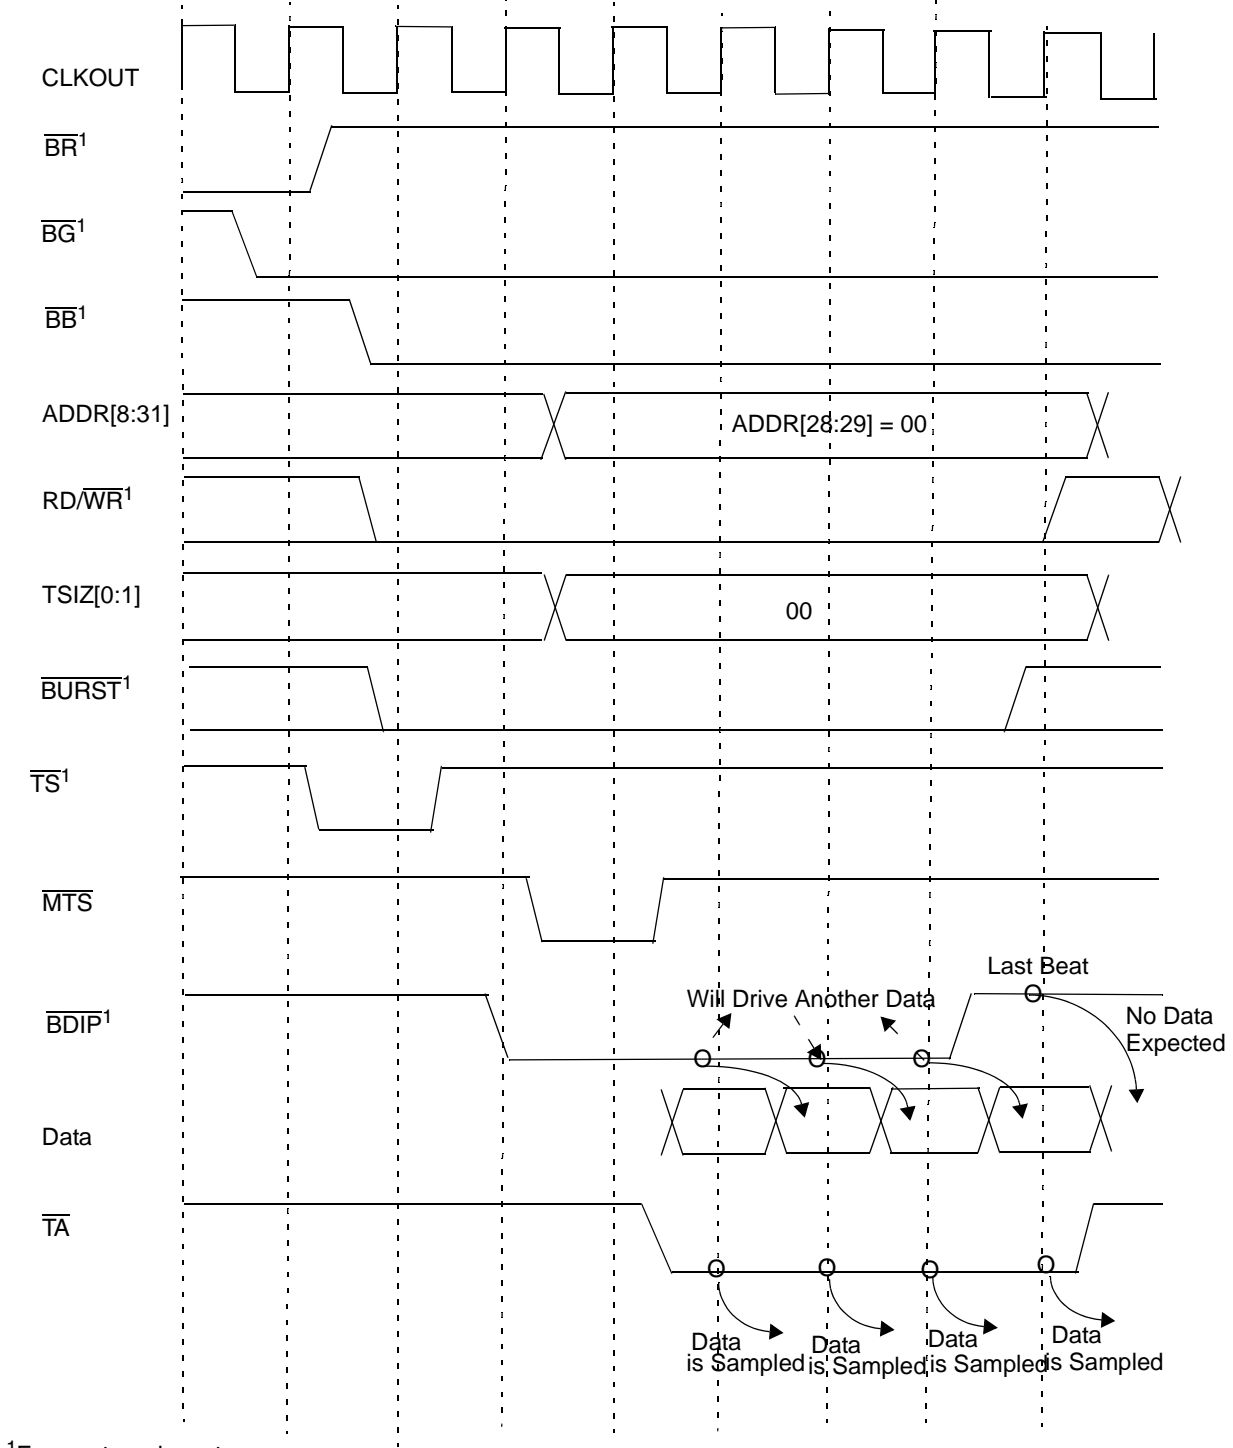 CLKOUT
BR1
BG1
BB1
ADDR[8:31]
ADDR[28:29] = 00
RD/WR1
TSIZ[0:1]
00
BURST1
TS1
MTS
Last Beat
Will Drive Another Data
BDIP1
No Data
Expected
Data
TA
Data
is Sampled
Data
is Sampled
Data
is Sampled
Data
is Sampled
1